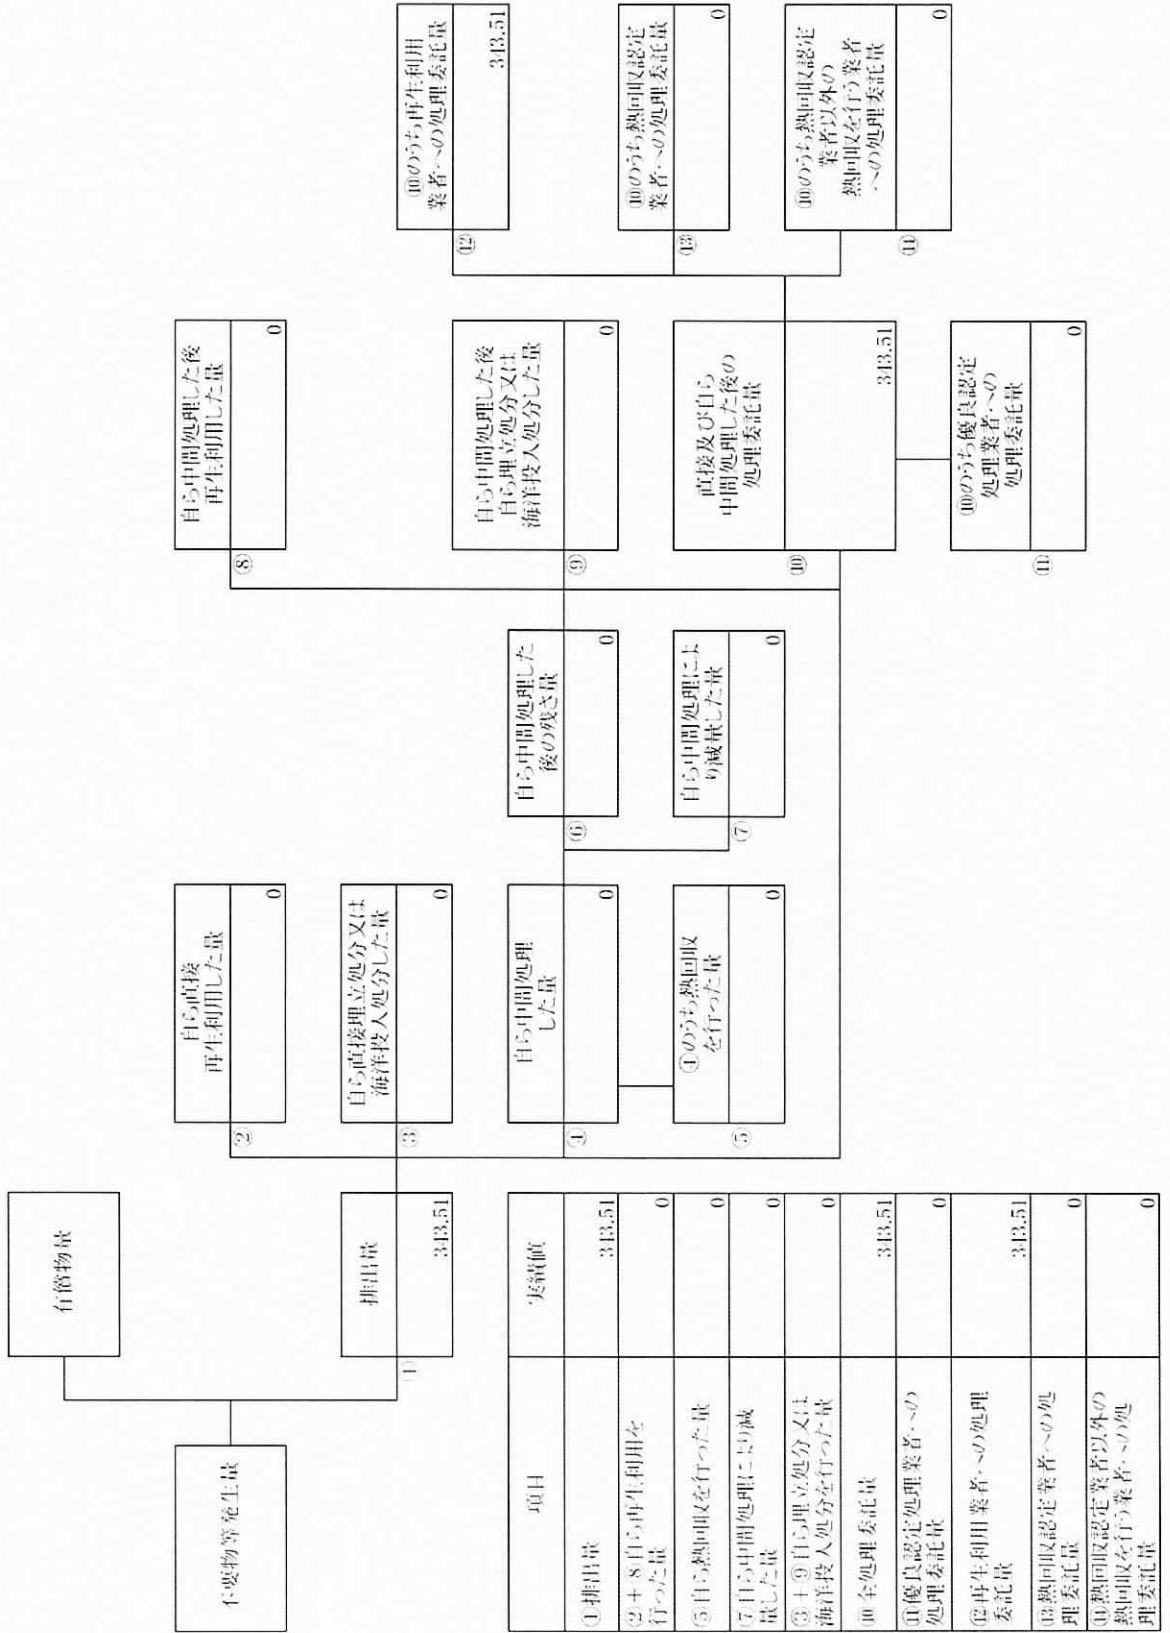 不要物等発生量
有償物量
①
排出量
343.51
②
自ら直接
再生利用した量
0
③
自ら直接埋立処分又は
海洋投入処分した量
0
④
自ら中間処理
した量
0
⑤
④のうち熱回収
を行った量
0
⑥
自ら中間処理した
後の残さ量
0
⑦
自ら中間処理によ
り減量した量
0
⑧
自ら中間処理した後
再生利用した量
0
⑨
自ら中間処理した後
自ら埋立処分又は
海洋投入処分した量
0
⑩
直接及び自ら
中間処理した後の
処理委託量
343.51
⑪
⑩のうち優良認定
処理業者への
処理委託量
0
⑫
⑩のうち再生利用
業者への処理委託量
343.51
⑬
⑩のうち熱回収認定
業者への処理委託量
0
⑭
⑩のうち熱回収認定
業者以外の
熱回収を行う業者
への処理委託量
0
項目 実績値
①排出量 343.51
②+⑧自ら再生利用を
行った量 0
⑤自ら熱回収を行った量 0
⑦自ら中間処理により減
量した量 0
③+⑨自ら埋立処分又は
海洋投入処分を行った量 0
⑩全処理委託量 343.51
⑪優良認定処理業者への
処理委託量 0
⑫再生利用業者への処理
委託量 343.51
⑬熱回収認定業者への処
理委託量 0
⑭熱回収認定業者以外の
熱回収を行う業者への処
理委託量 0